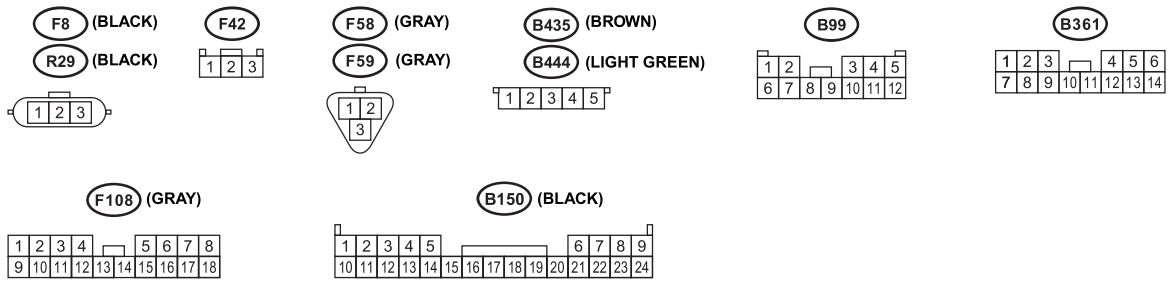 F8 (BLACK)
R29 (BLACK)
1 2 3
F42
1 2 3
F58 (GRAY)
F59 (GRAY)
1 2
3
B435 (BROWN)
B444 (LIGHT GREEN)
1 2 3 4 5
B99
1 2 3 4 5
6 7 8 9 10 11 12
B361
1 2 3 4 5 6
7 8 9 10 11 12 13 14
F108 (GRAY)
1 2 3 4 5 6 7 8
9 10 11 12 13 14 15 16 17 18
B150 (BLACK)
1 2 3 4 5 6 7 8 9
10 11 12 13 14 15 16 17 18 19 20 21 22 23 24